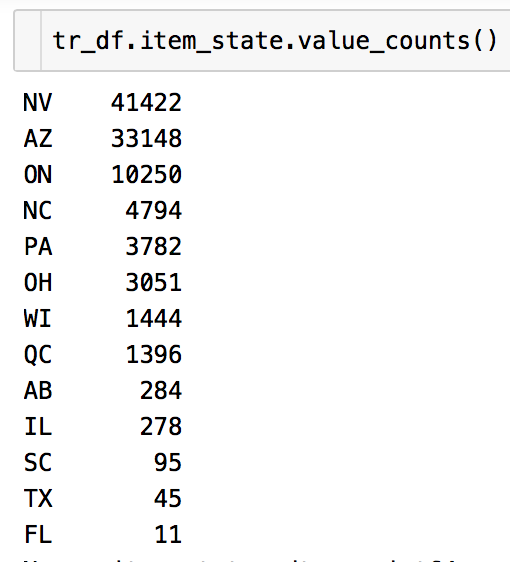 tr_df.item_state.value_counts()
NV 41422
AZ 33148
ON 10250
NC 4794
PA 3782
OH 3051
WI 1444
QC 1396
AB 284
IL 278
SC 95
TX 45
FL 11